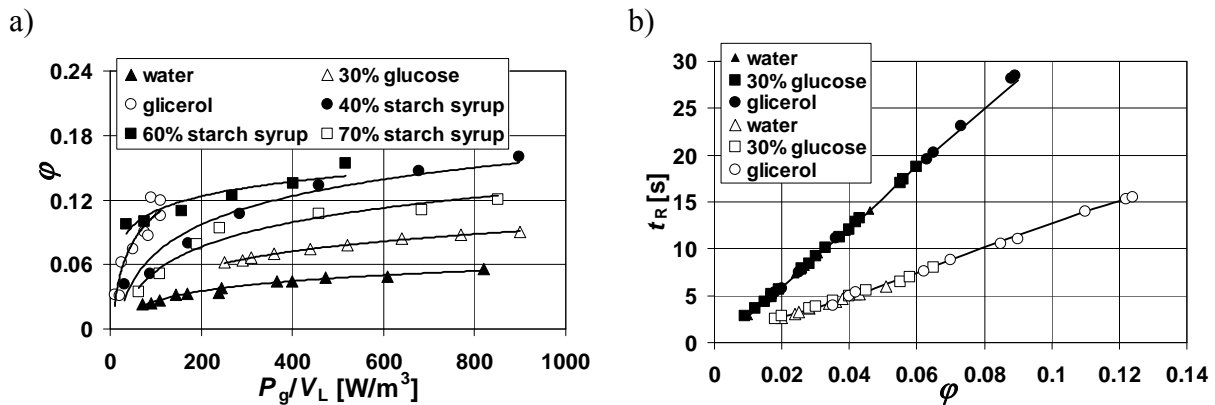 a)
φ
0.24
0.18
0.12
0.06
0
water
30% glucose
glicerol
40% starch syrup
60% starch syrup
70% starch syrup
0 200 400 600 800 1000
Pg/VL [W/m³]
b)
tR [s]
30
25
20
15
10
5
0
water
30% glucose
glicerol
water
30% glucose
glicerol
0 0.02 0.04 0.06 0.08 0.1 0.12 0.14
φ